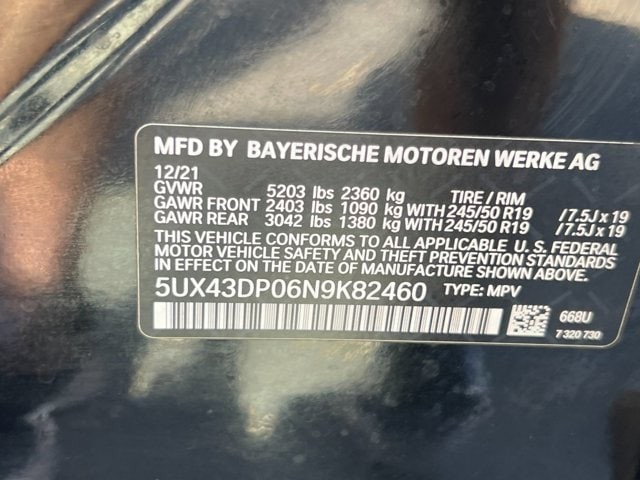 MFD BY BAYERISCHE MOTOREN WERKE AG
12/21
GVWR 5203 lbs 2360 kg TIRE / RIM
GAWR FRONT 2403 lbs 1090 kg WITH 245/50 R19 /7.5J x 19
GAWR REAR 3042 lbs 1380 kg WITH 245/50 R19 /7.5J x 19
THIS VEHICLE CONFORMS TO ALL APPLICABLE U. S. FEDERAL
MOTOR VEHICLE SAFETY AND THEFT PREVENTION STANDARDS
IN EFFECT ON THE DATE OF MANUFACTURE SHOWN ABOVE.
5UX43DP06N9K82460 TYPE: MPV
668U
7 320 730